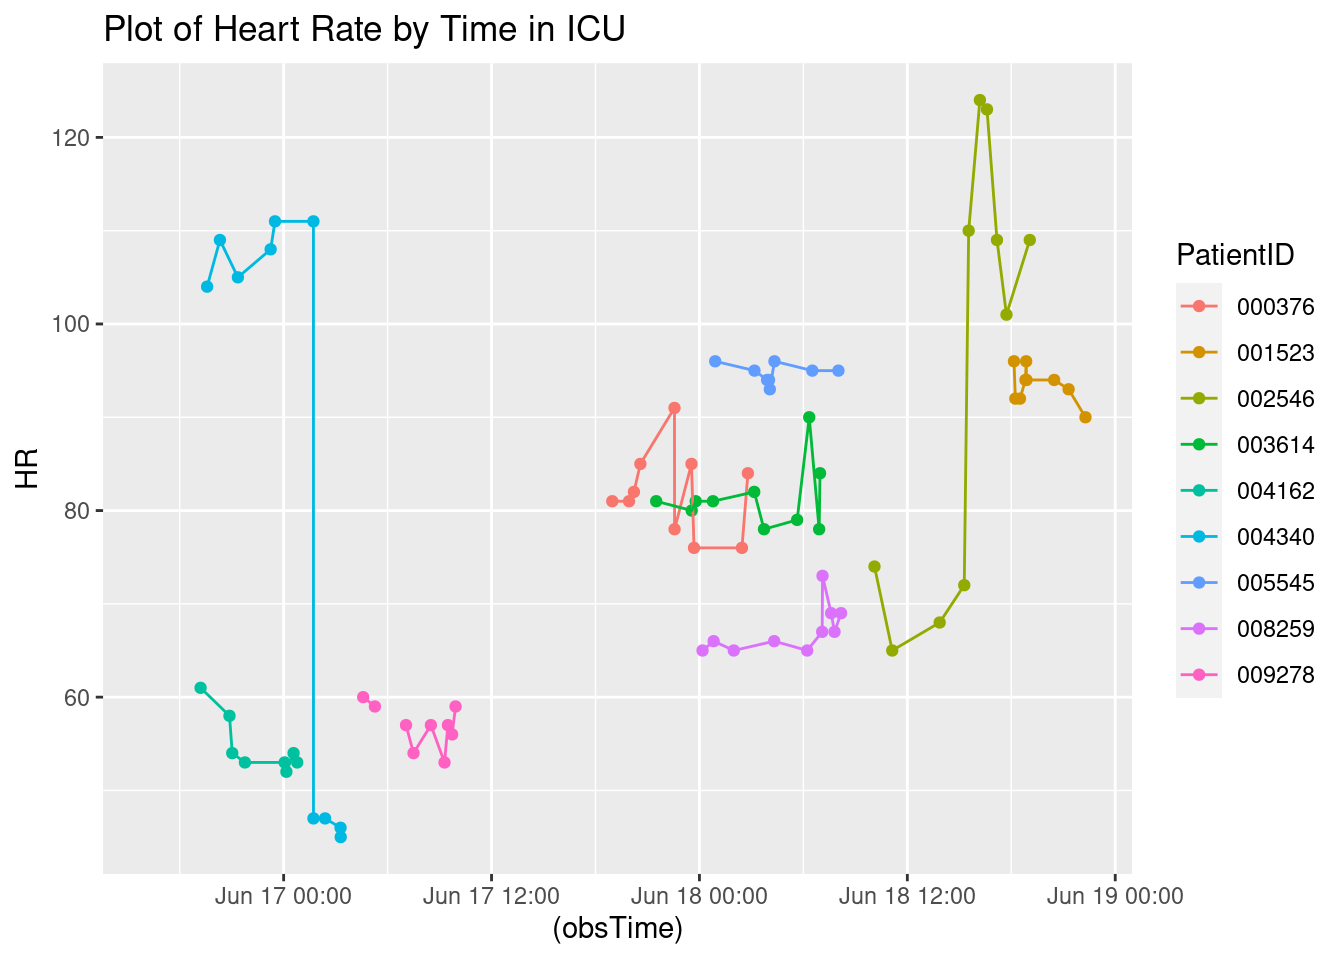 Plot of Heart Rate by Time in ICU
120
100
80
60
HR
Jun 17 00:00
Jun 17 12:00
Jun 18 00:00
Jun 18 12:00
Jun 19 00:00
(obsTime)
PatientID
000376
001523
002546
003614
004162
004340
005545
008259
009278